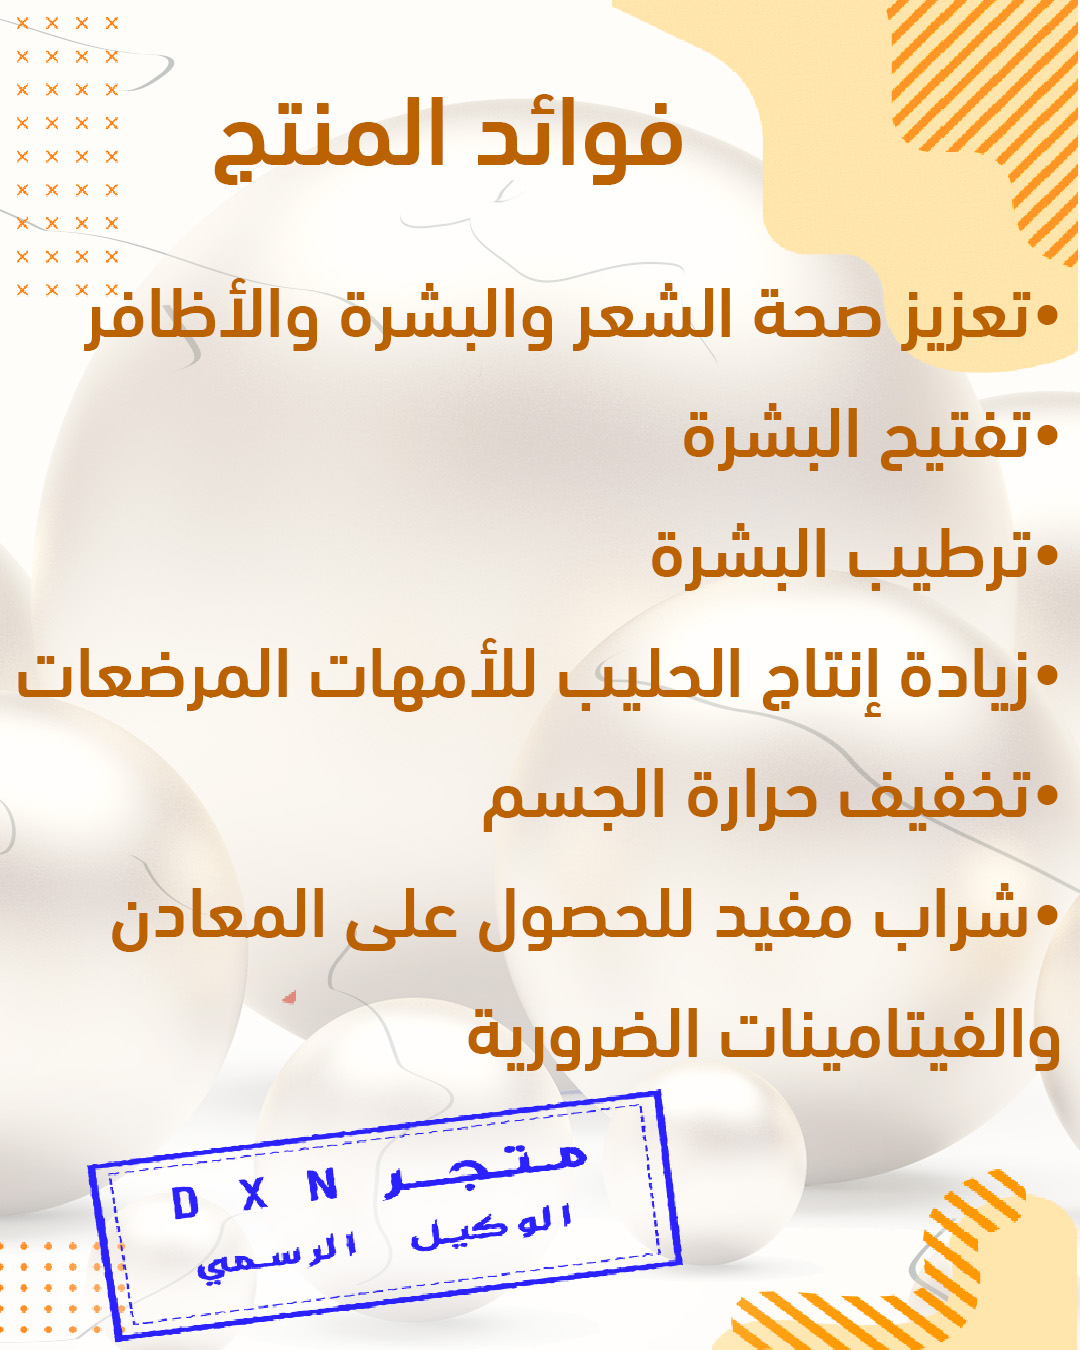 فوائد المنتج
•تعزيز صحة الشعر والبشرة والأظافر
•تفتيح البشرة
•ترطيب البشرة
•زيادة إنتاج الحليب للأمهات المرضعات
•تخفيف حرارة الجسم
•شراب مفيد للحصول على المعادن
والفيتامينات الضرورية
متجر DXN
الوكيل الرسمي